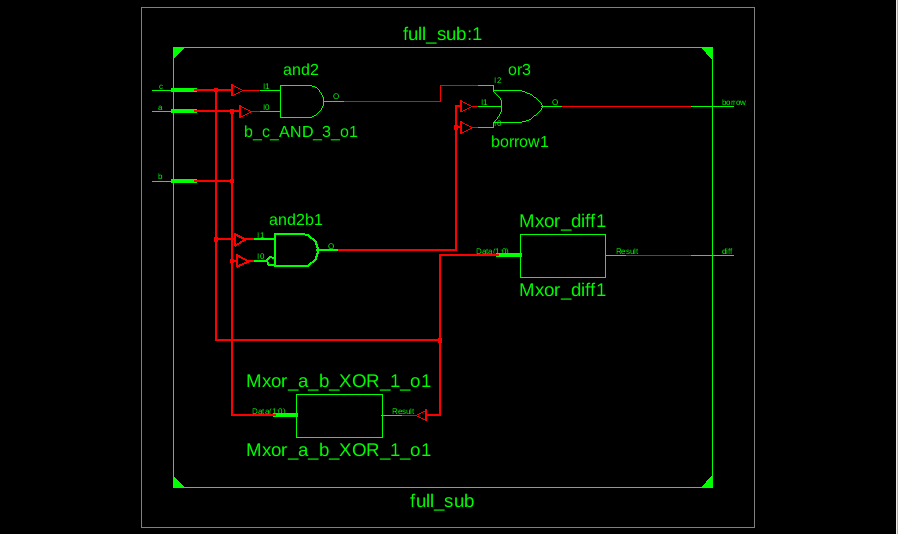 full_sub:1
and2
or3
c
I1
O
I2
a
I0
I1
O
borrow
b_c_AND_3_o1
borrow1
b
and2b1
Mxor_diff1
I1
O
I0
Data(1:0)
Result
diff
Mxor_diff1
Mxor_a_b_XOR_1_o1
Data(1:0)
Result
Mxor_a_b_XOR_1_o1
full_sub